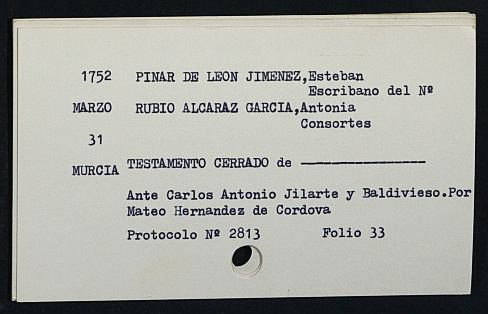 1752 PINAR DE LEON JIMENEZ,Esteban
Escribano del Nº
MARZO RUBIO ALCARAZ GARCIA,Antonia
Consortes
31
MURCIA TESTAMENTO CERRADO de ----------------
Ante Carlos Antonio Jilarte y Baldivieso.Por
Mateo Hernandez de Cordova
Protocolo Nº 2813 Folio 33